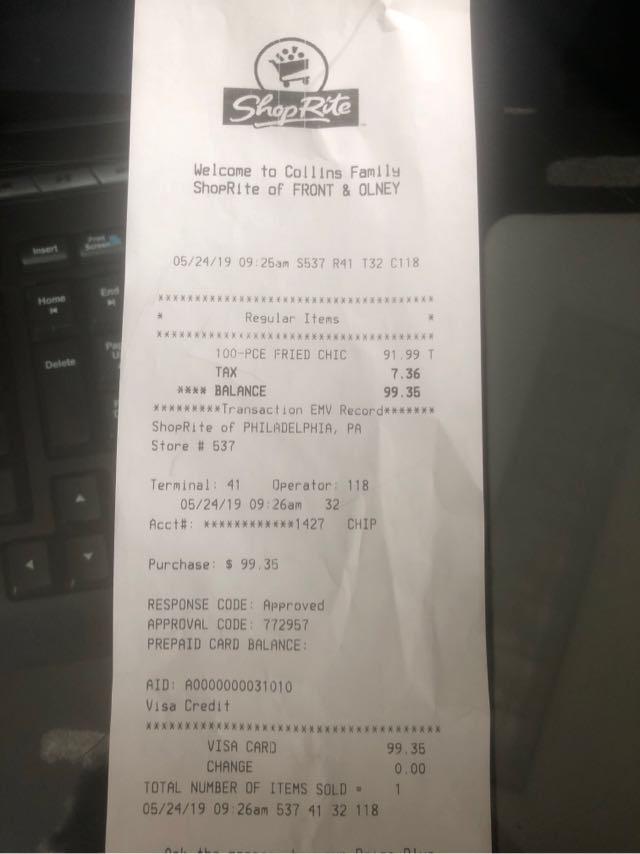 ShopRite
Welcome to Collins Family
ShopRite of FRONT & OLNEY
05/24/19 09:25am S537 R41 T32 C118
**************************************
* Regular Items *
**************************************
100-PCE FRIED CHIC 91.99 T
TAX 7.36
**** BALANCE 99.35
*********Transaction EMV Record*******
ShopRite of PHILADELPHIA, PA
Store # 537
Terminal: 41 Operator: 118
05/24/19 09:26am 32
Acct#: ************1427 CHIP
Purchase: $ 99.35
RESPONSE CODE: Approved
APPROVAL CODE: 772957
PREPAID CARD BALANCE:
AID: A0000000031010
Visa Credit
**************************************
VISA CARD 99.35
CHANGE 0.00
TOTAL NUMBER OF ITEMS SOLD = 1
05/24/19 09:26am 537 41 32 118
Insert
Print
Screen
Home
End
Delete